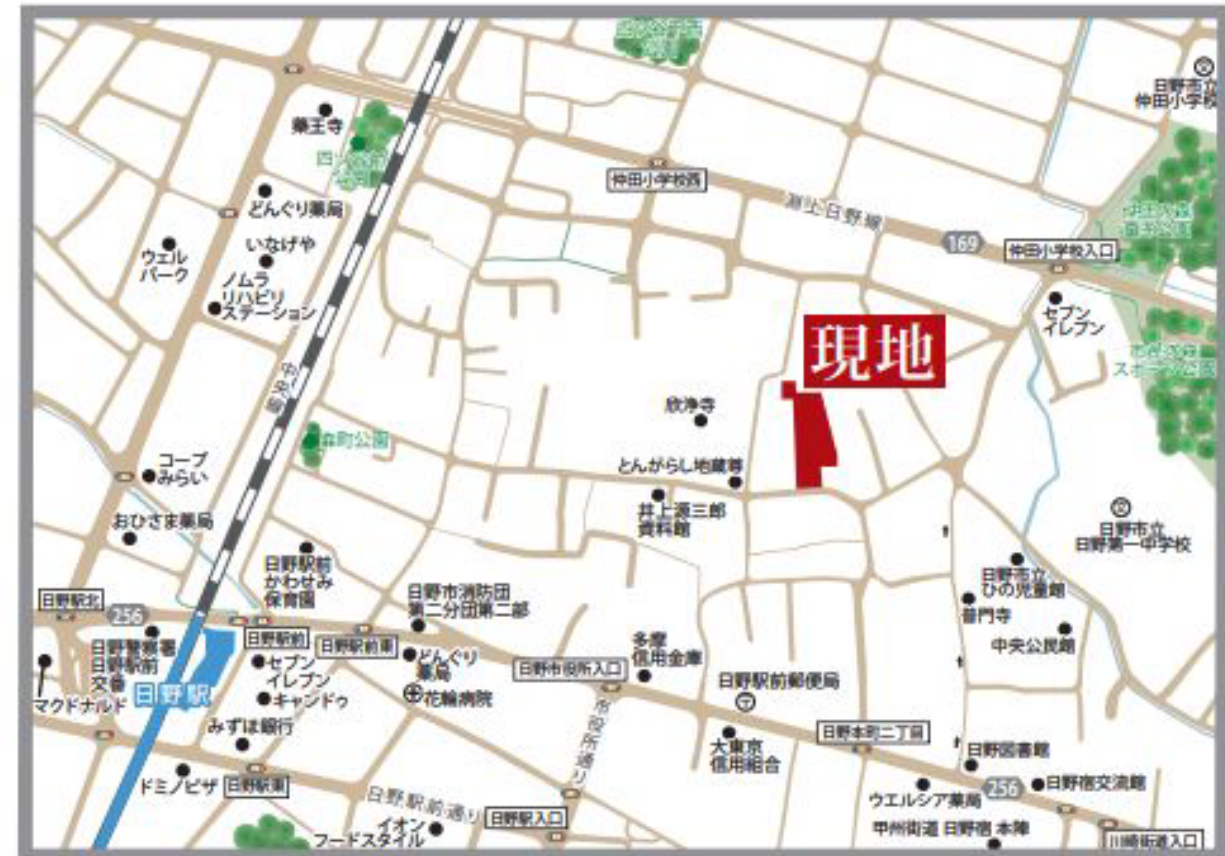 日野市立
仲田小学校
薬王寺
仲田小学校西
渕上日野線
どんぐり薬局
169
仲田小学校入口
いなげや
ウェル
パーク
ノムラ
リハビリ
ステーション
セブン
イレブン
現地
中央線
欣浄寺
森町公園
とんがらし地蔵尊
コープ
みらい
井上源三郎
資料館
おひさま薬局
日野市立
日野第一中学校
日野駅前
かわせみ
保育園
日野市立
ひの児童館
日野市消防団
第二分団第二部
日野駅北
256
普門寺
日野駅前
日野駅前東
中央公民館
日野警察署
日野駅前
交番
多摩
信用金庫
どんぐり
薬局
日野市役所入口
セブン
イレブン
日野駅
日野駅前郵便局
キャンドゥ
花輪病院
マクドナルド
みずほ銀行
市役所通り
日野本町二丁目
大東京
信用組合
日野図書館
ドミノピザ
日野駅東
日野宿交流館
日野駅前通り
ウエルシア薬局
256
日野駅入口
イオン
フードスタイル
甲州街道 日野宿 本陣
川崎街道入口